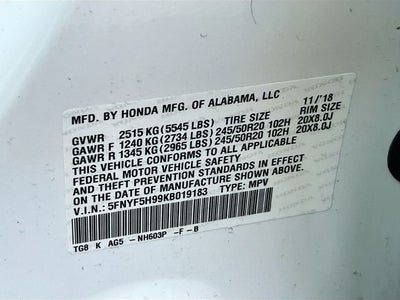 MFD. BY HONDA MFG. OF ALABAMA, LLC 11/'18
TIRE SIZE RIM SIZE
GVWR 2515 KG (5545 LBS)
GAWR F 1240 KG (2734 LBS) 245/50R20 102H 20X8.0J
GAWR R 1345 KG (2965 LBS) 245/50R20 102H 20X8.0J
THIS VEHICLE CONFORMS TO ALL APPLICABLE
FEDERAL MOTOR VEHICLE SAFETY AND
THEFT PREVENTION STANDARDS IN EFFECT
ON THE DATE OF MANUFACTURE SHOWN ABOVE.
V.I.N.: 5FNYF5H99KB019183 TYPE: MPV
TG8 K AG5 -NH603P -F -B